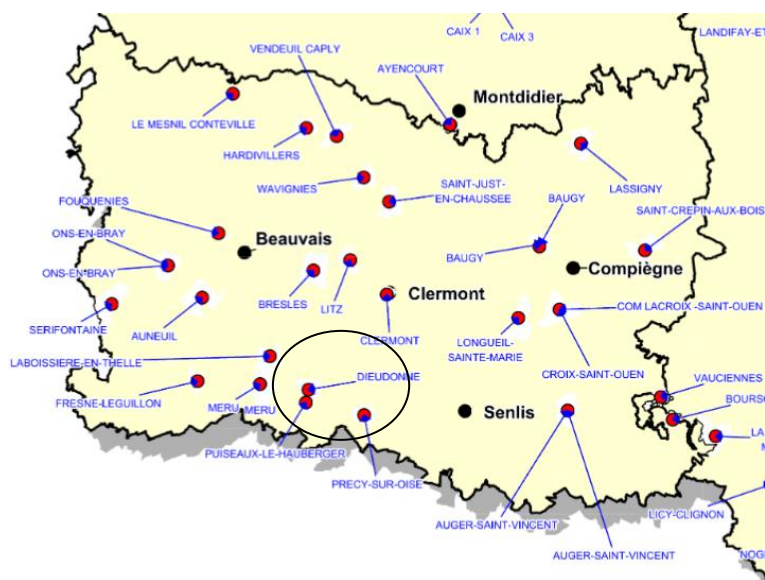 CAIX 1
CAIX 3
LANDIFAY-ET
VENDEUIL CAPLY
AYENCOURT
Montdidier
LE MESNIL CONTEVILLE
HARDIVILLERS
LASSIGNY
WAVIGNIES
SAINT-JUST-
EN-CHAUSSEE
BAUGY
FOUQUENIES
SAINT-CREPIN-AUX-BOIS
ONS-EN-BRAY
Beauvais
BAUGY
ONS-EN-BRAY
Compiègne
BRESLES
LITZ
Clermont
SERIFONTAINE
AUNEUIL
COM LACROIX -SAINT-OUEN
CLERMONT
LONGUEIL-
SAINTE-MARIE
LABOISSIERE-EN-THELLE
CROIX-SAINT-OUEN
DIEUDONNE
VAUCIENNES
FRESNE-LEGUILLON
MERU
MERU
Senlis
BOURSO
LA
M
PUISEAUX-LE-HAUBERGER
PRECY-SUR-OISE
LICY-CLIGNON
AUGER-SAINT-VINCENT
AUGER-SAINT-VINCENT
NOG